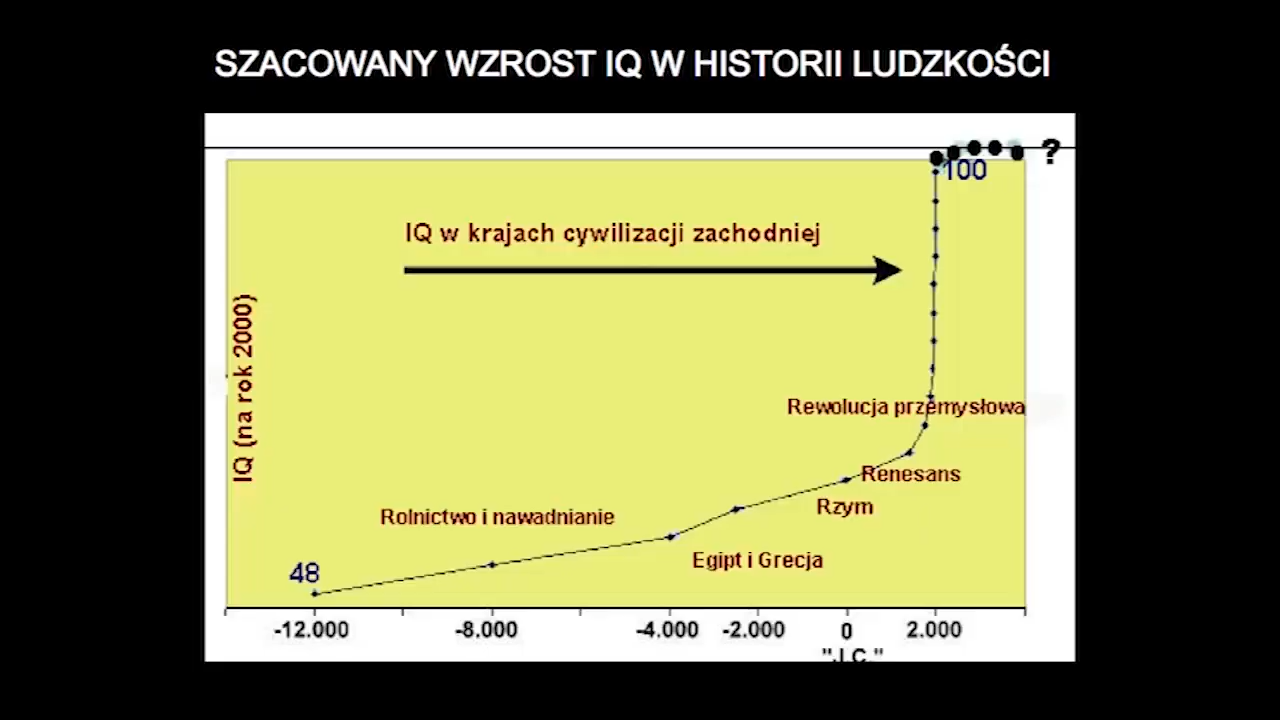 SZACOWANY WZROST IQ W HISTORII LUDZKOŚCI
?
100
IQ w krajach cywilizacji zachodniej
IQ (na rok 2000)
Rewolucja przemysłowa
Renesans
Rzym
Rolnictwo i nawadnianie
Egipt i Grecja
48
-12.000 -8.000 -4.000 -2.000 0 2.000
"J.C."